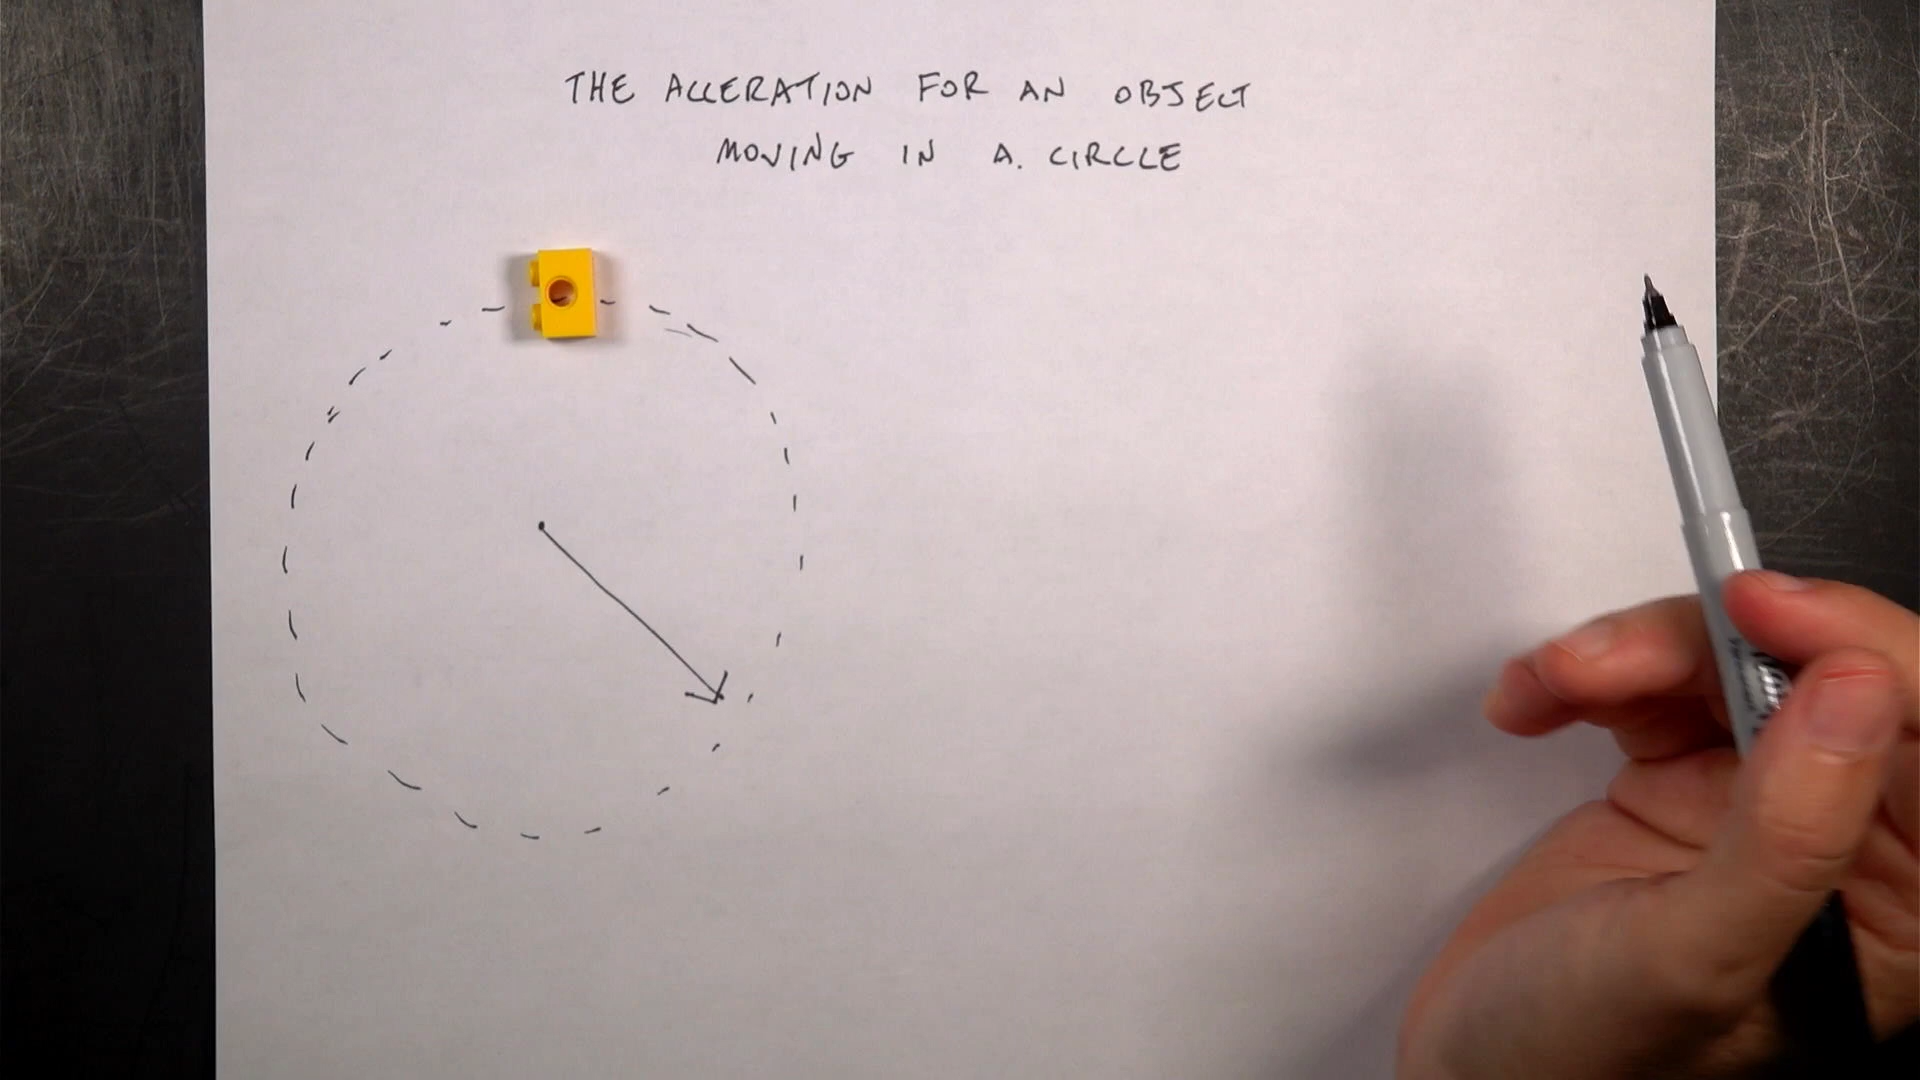 THE ACCERATION FOR AN OBJECT
MOVING IN A. CIRCLE